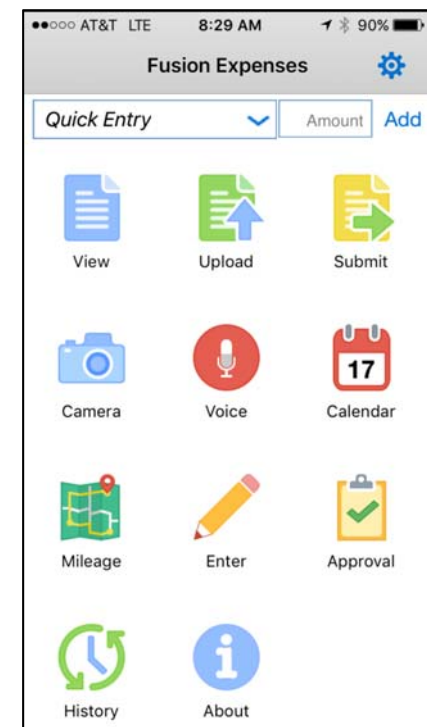 AT&T LTE 8:29 AM 90%
Fusion Expenses
Quick Entry Amount Add
View Upload Submit
Camera Voice 17 Calendar
Mileage Enter Approval
History About